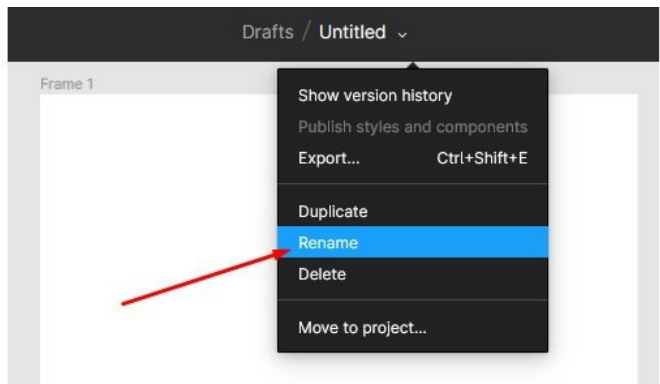 Drafts / Untitled
Frame 1
Show version history
Publish styles and components
Export... Ctrl+Shift+E
Duplicate
Rename
Delete
Move to project...